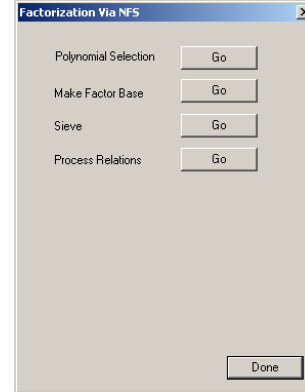 Factorization Via NFS
Polynomial Selection Go
Make Factor Base Go
Sieve Go
Process Relations Go
Done